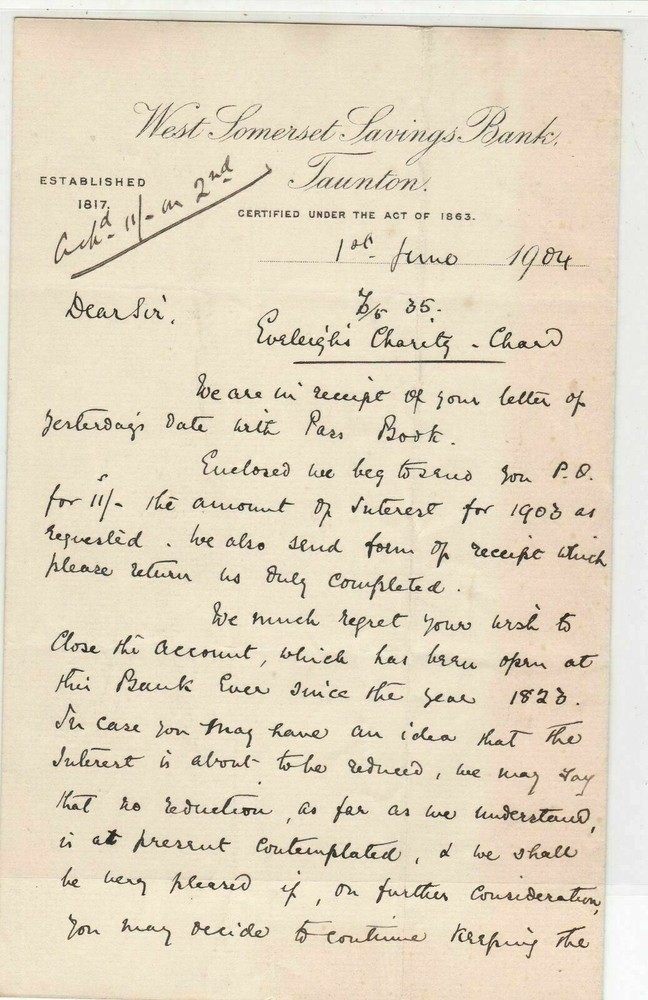 West Somerset Savings Bank,
Taunton.
ESTABLISHED
1817.
CERTIFIED UNDER THE ACT OF 1863.
Ackd 11/- on 2nd
1st June 1904
Dear Sir,
35.
Eveleigh's Charity - Chard
We are in receipt of your letter of
yesterday's date with Pass Book.
Enclosed we beg to send you P.O.
for 11s/- the amount of Interest for 1903 as
requested. We also send form of receipt which
please return us duly completed.
We much regret your wish to
close the account, which has been open at
this Bank ever since the year 1823.
In case you may have an idea that the
Interest is about to be reduced, we may say
that no reduction, as far as we understand,
is at present contemplated, & we shall
be very pleased if, on further consideration,
you may decide to continue keeping the